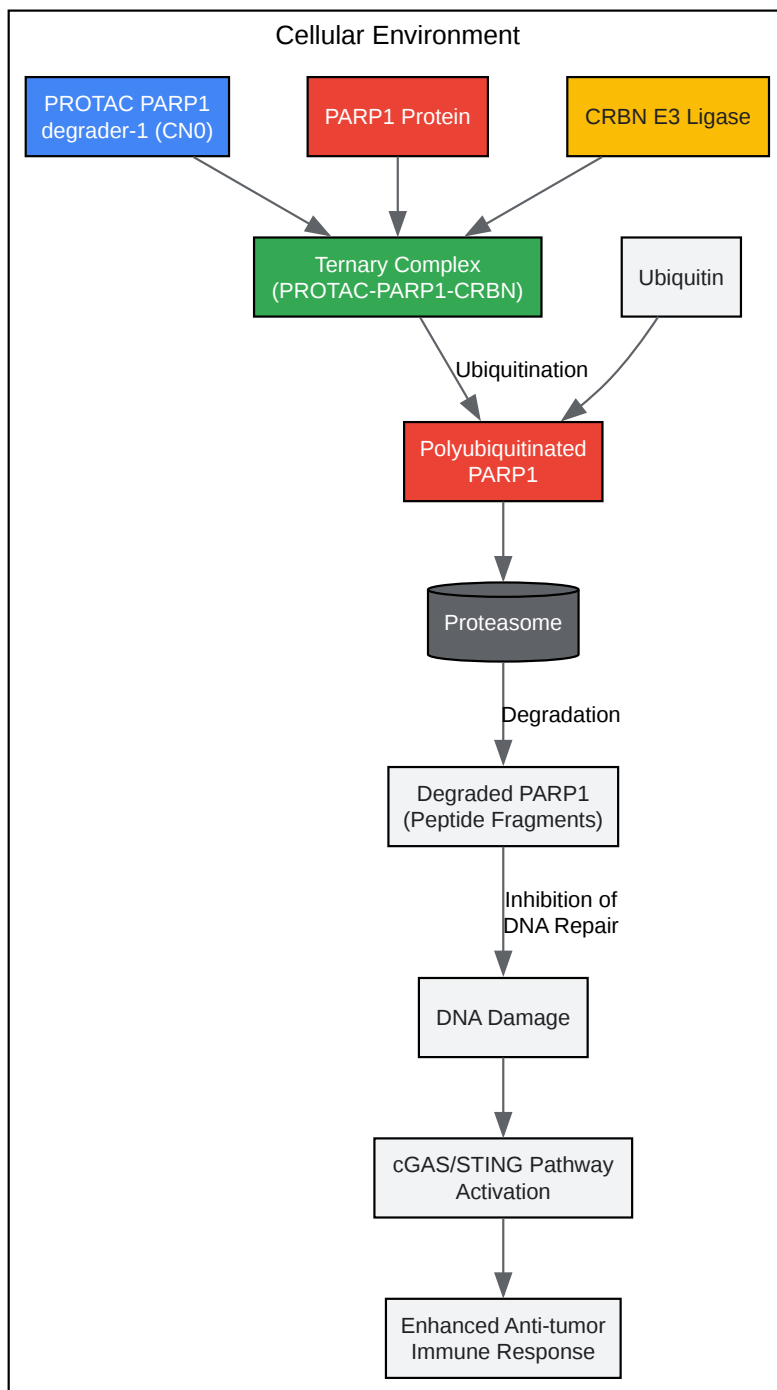 Cellular Environment
PROTAC PARP1
degrader-1 (CN0)
PARP1 Protein
CRBN E3 Ligase
Ternary Complex
(PROTAC-PARP1-CRBN)
Ubiquitin
Ubiquitination
Polyubiquitinated
PARP1
Proteasome
Degradation
Degraded PARP1
(Peptide Fragments)
Inhibition of
DNA Repair
DNA Damage
cGAS/STING Pathway
Activation
Enhanced Anti-tumor
Immune Response